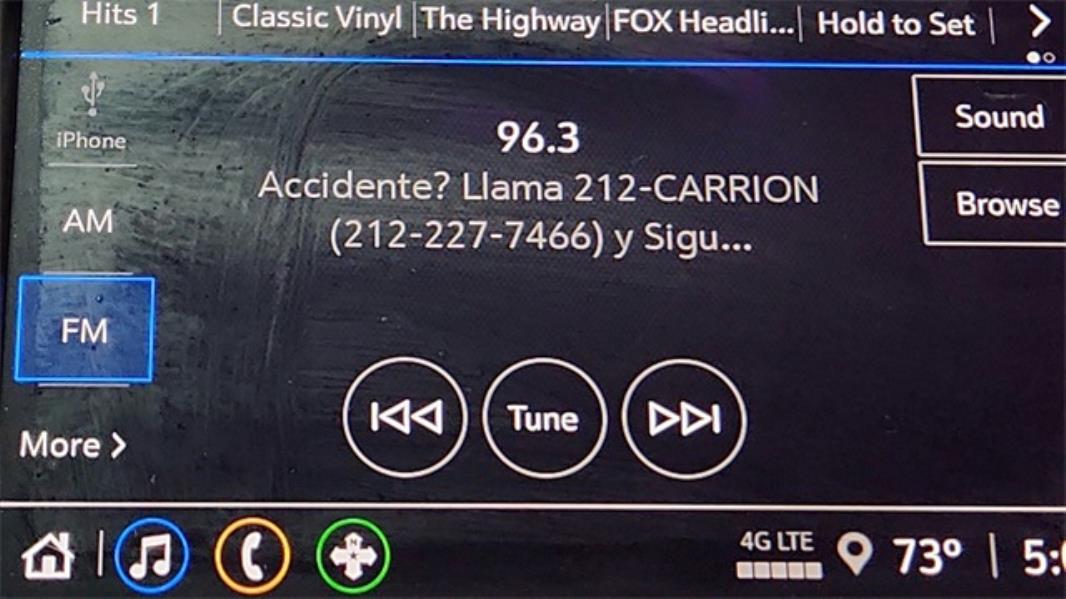 Hits 1 Classic Vinyl The Highway FOX Headli... Hold to Set
iPhone
Sound
96.3
Accidente? Llama 212-CARRION
(212-227-7466) y Sigu...
Browse
AM
FM
Tune
More >
4G LTE
73° 5: